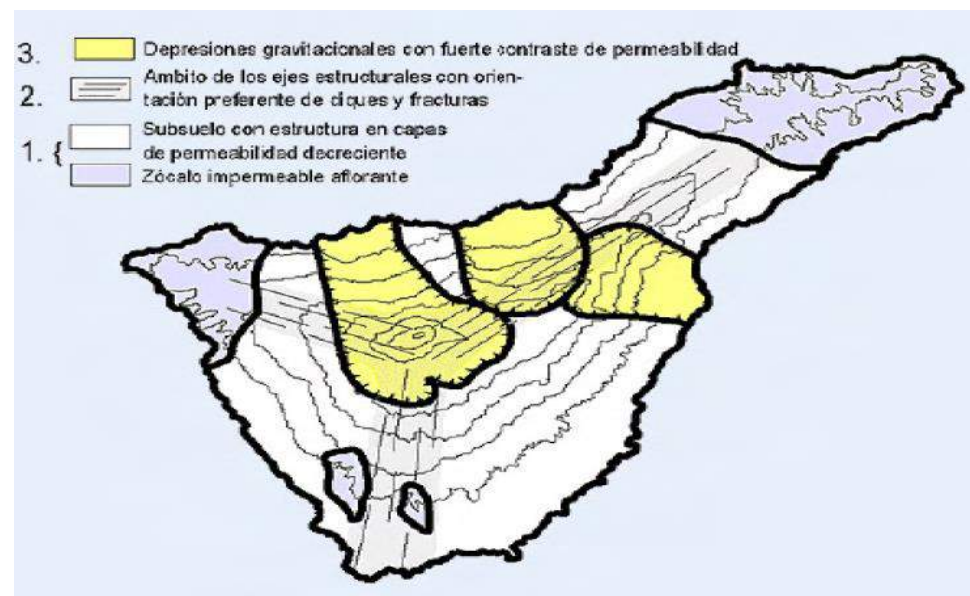 3. Depresiones gravitacionales con fuerte contraste de permeabilidad
2. Ambito de los ejes estructurales con orien-
tación preferente de diques y fracturas
1. { Subsuelo con estructura en capas
de permeabilidad decreciente
Zócalo impermeable aflorante